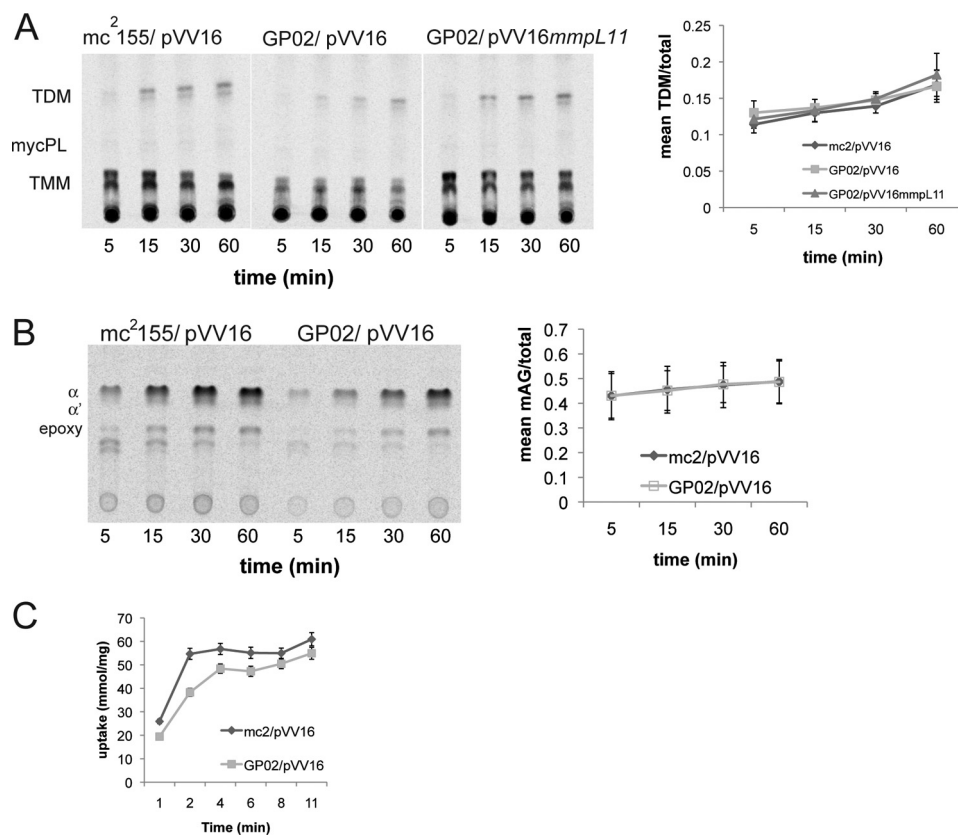 A
mc2155/ pVV16 GP02/ pVV16 GP02/ pVV16mmpL11
TDM
mycPL
TMM
5 15 30 60 5 15 30 60 5 15 30 60
time (min)
mean TDM/total
0.25
0.2
0.15
0.1
0.05
0
mc2/pVV16
GP02/pVV16
GP02/pVV16mmpL11
5 15 30 60
time (min)
B
mc2155/ pVV16 GP02/ pVV16
α
α'
epoxy
5 15 30 60 5 15 30 60
time (min)
mean mAG/total
0.7
0.6
0.5
0.4
0.3
0.2
0.1
0
mc2/pVV16
GP02/pVV16
5 15 30 60
time (min)
C
uptake (mmol/mg)
70
60
50
40
30
20
10
0
mc2/pVV16
GP02/pVV16
1 2 4 6 8 11
Time (min)